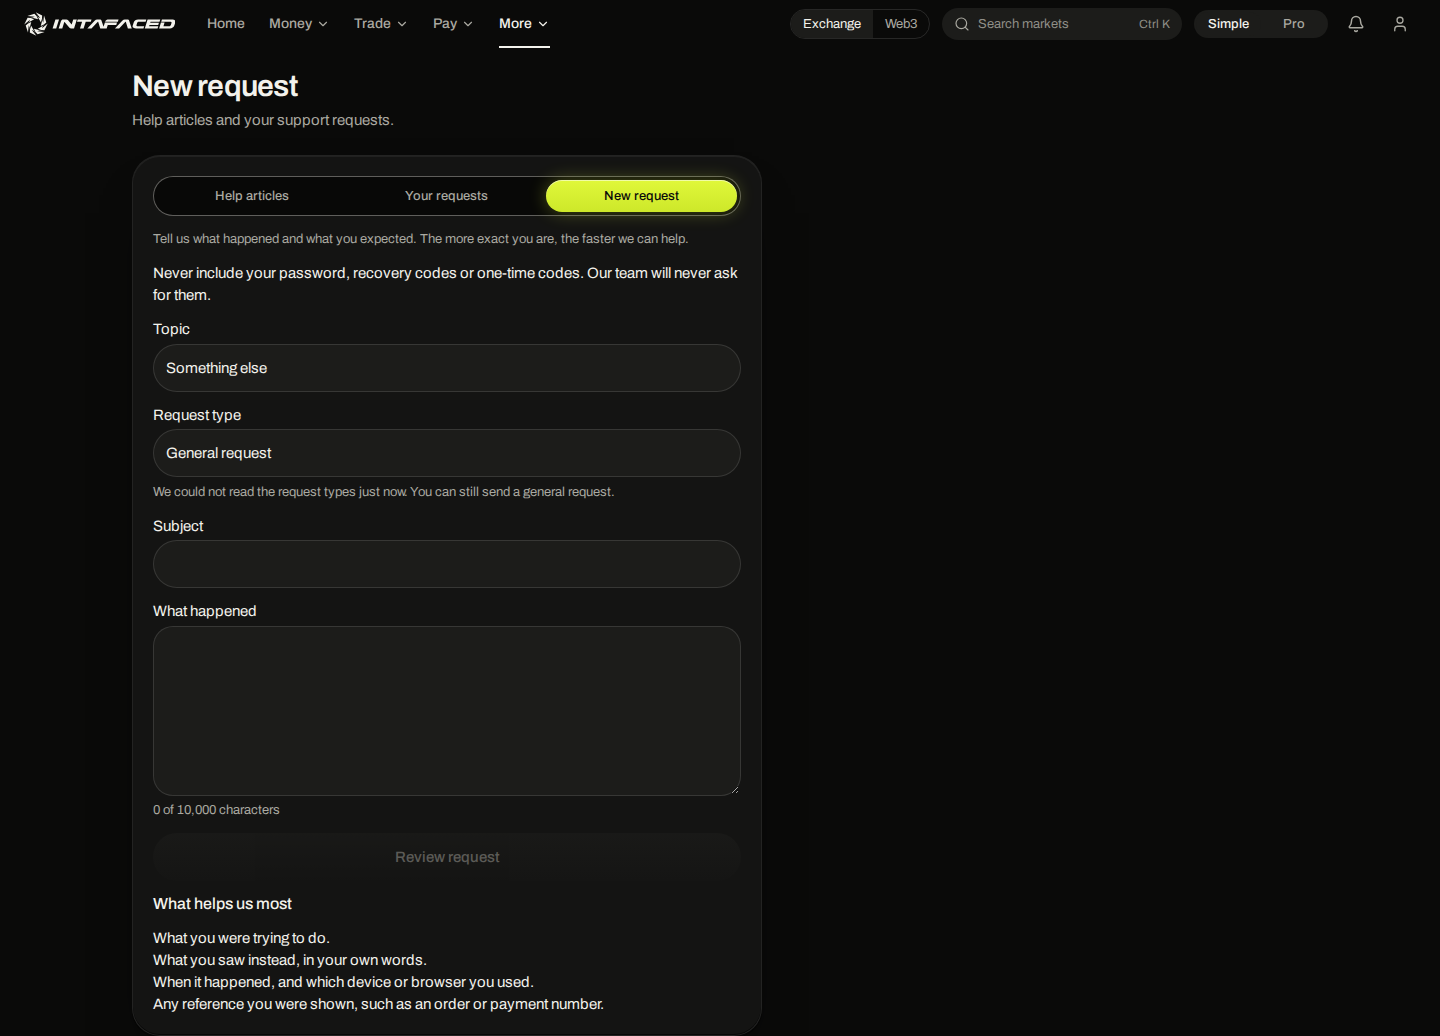 INTAFACED
Home
Money
Trade
Pay
More
Exchange
Web3
Search markets
Ctrl K
Simple
Pro
New request
Help articles and your support requests.
Help articles
Your requests
New request
Tell us what happened and what you expected. The more exact you are, the faster we can help.
Never include your password, recovery codes or one-time codes. Our team will never ask
for them.
Topic
Something else
Request type
General request
We could not read the request types just now. You can still send a general request.
Subject
What happened
0 of 10,000 characters
Review request
What helps us most
What you were trying to do.
What you saw instead, in your own words.
When it happened, and which device or browser you used.
Any reference you were shown, such as an order or payment number.